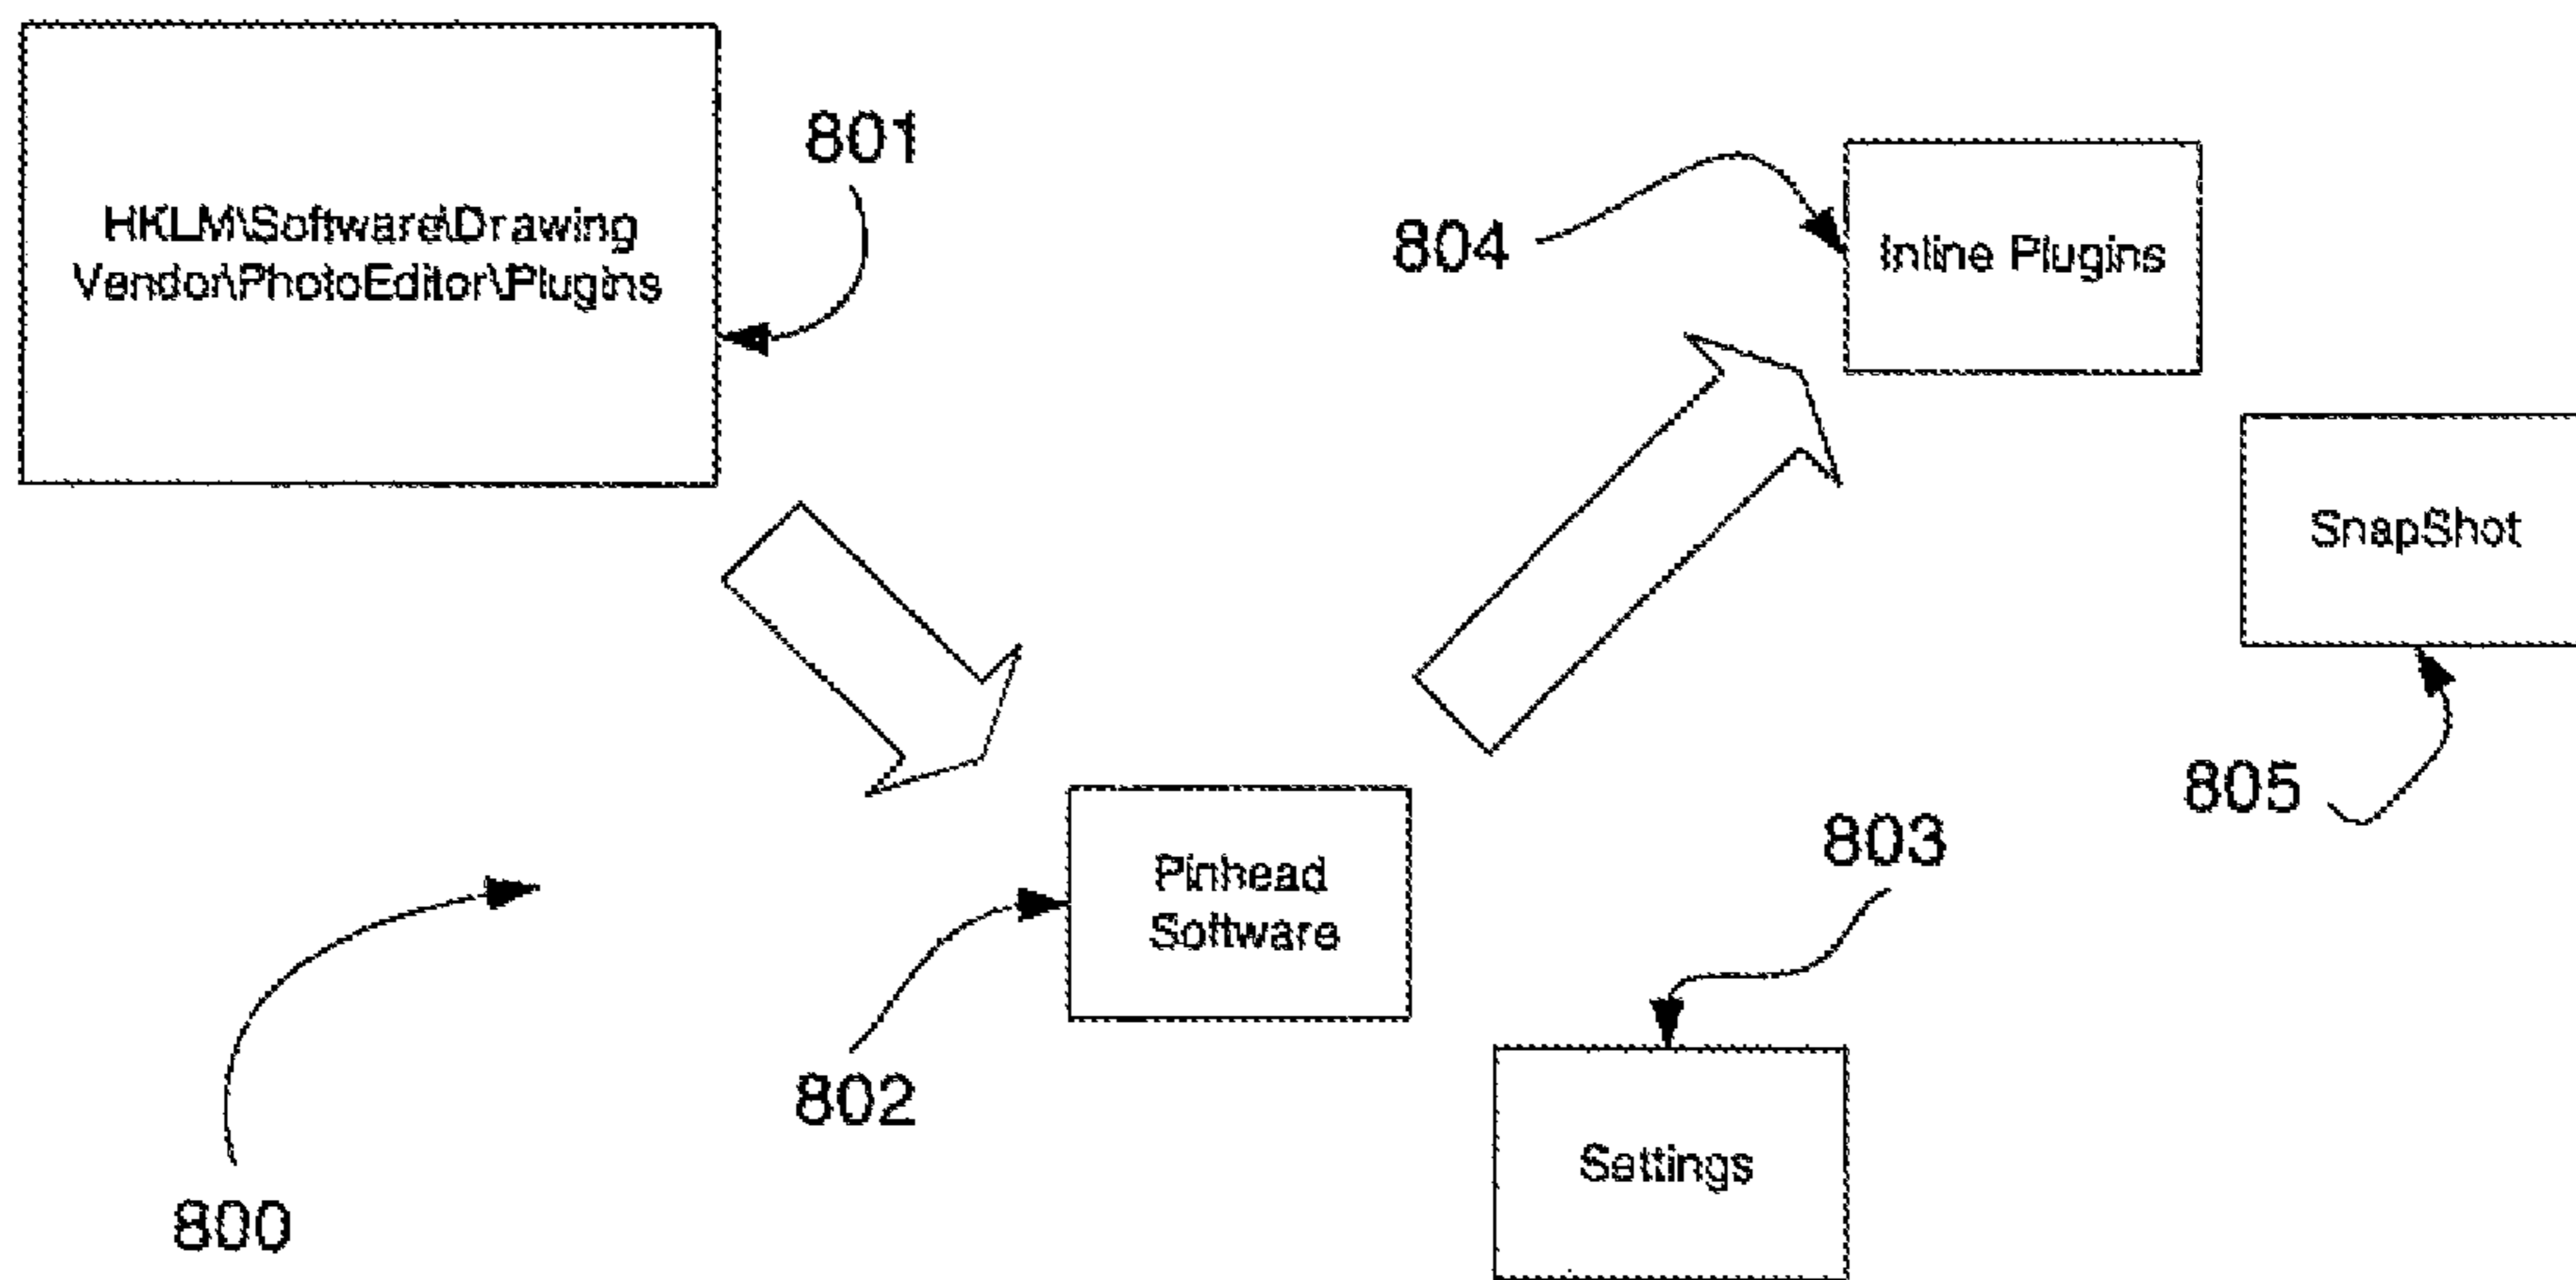 801
HKLM\Software\Drawing
Vendor\PhotoEditor\Plugins
804
Inline Plugins
SnapShot
805
803
Pinhead
Software
802
Settings
800